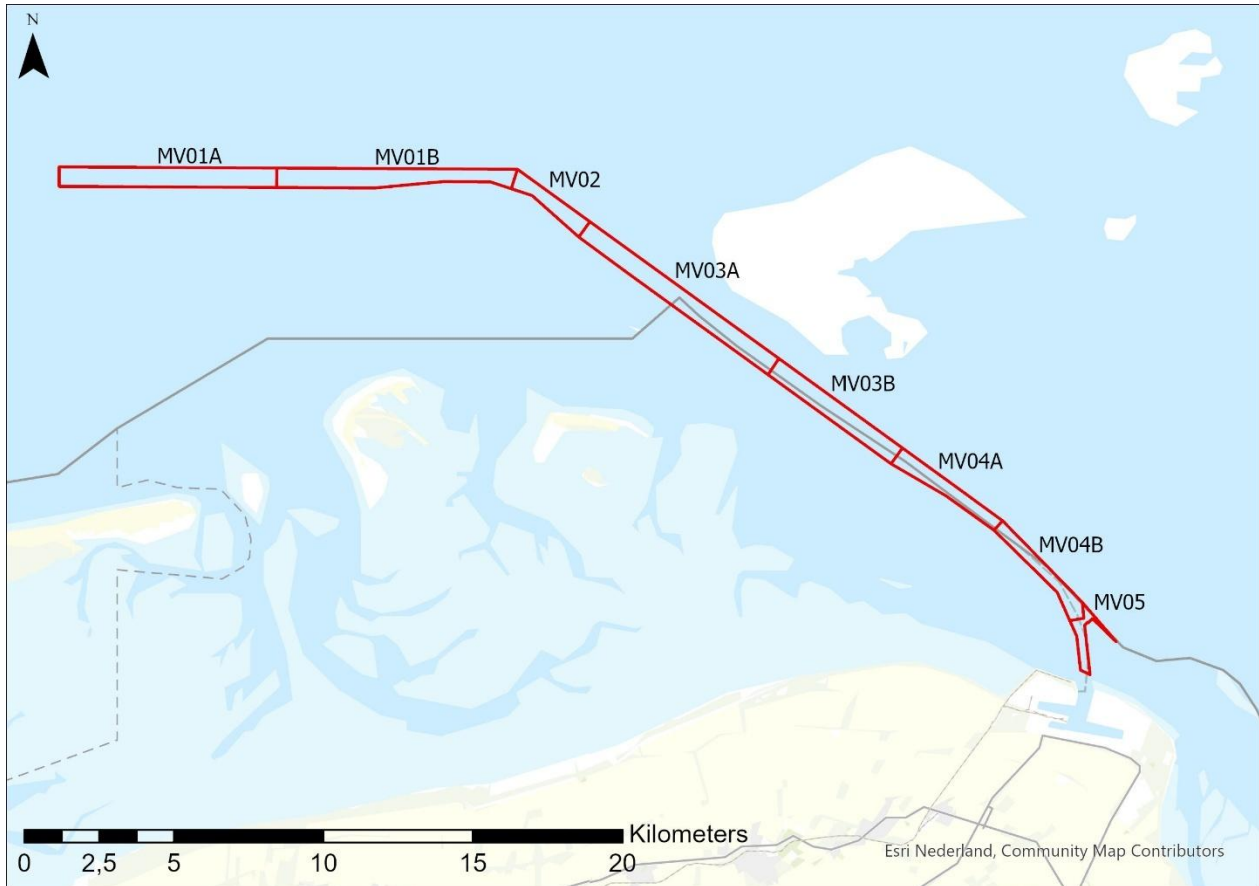 N
MV01A
MV01B
MV02
MV03A
MV03B
MV04A
MV04B
MV05
Kilometers
0 2,5 5 10 15 20
Esri Nederland, Community Map Contributors